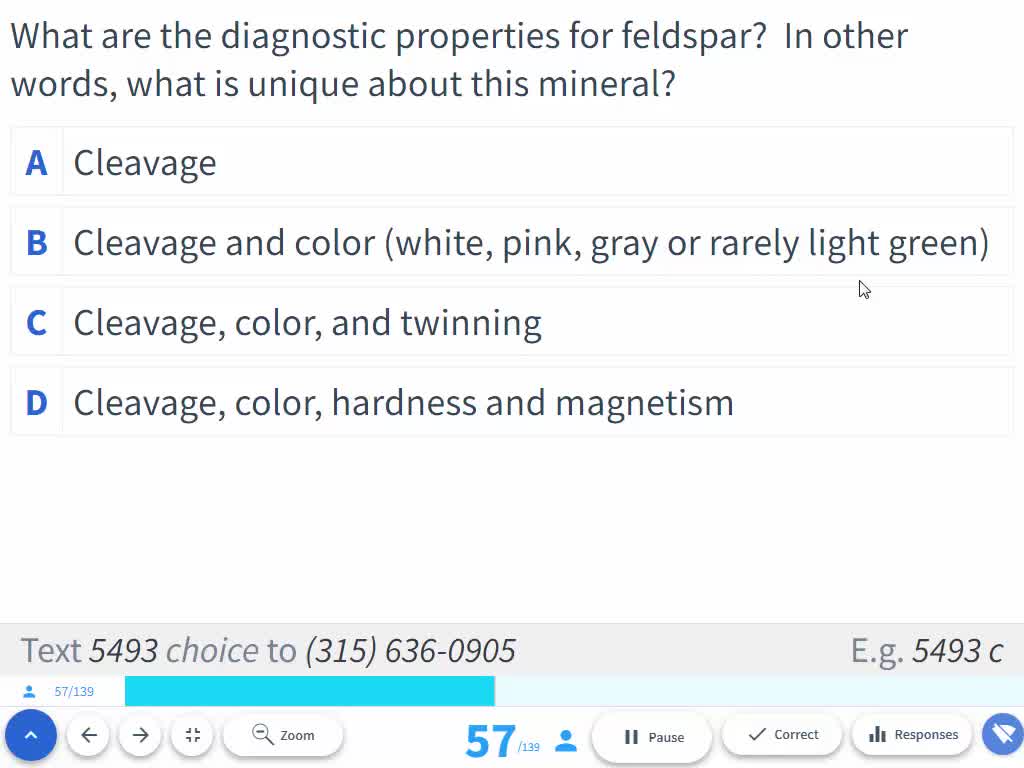 What are the diagnostic properties for feldspar?  In other
words, what is unique about this mineral?
A Cleavage
B Cleavage and color (white, pink, gray or rarely light green)
C Cleavage, color, and twinning
D Cleavage, color, hardness and magnetism
Text 5493 choice to (315) 636-0905 E.g. 5493 c
57/139
Zoom 57/139 Pause Correct Responses